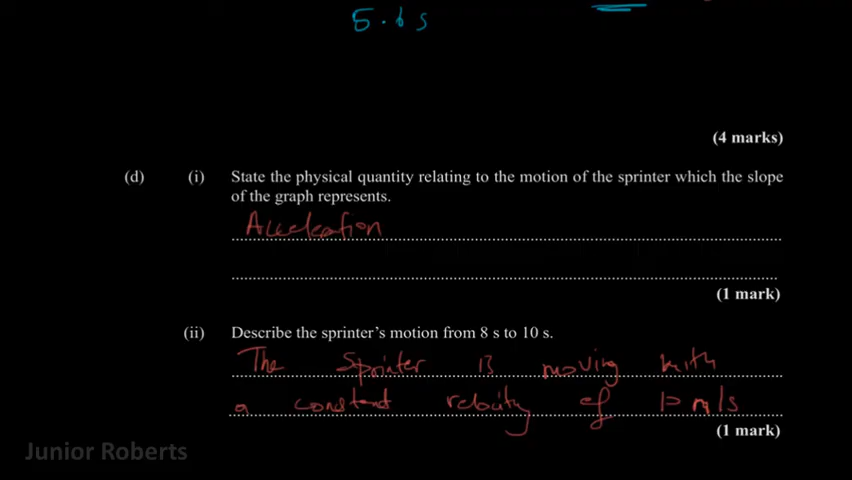 5.6 s
(4 marks)
(d) (i) State the physical quantity relating to the motion of the sprinter which the slope
of the graph represents.
Acceleration
(1 mark)
(ii) Describe the sprinter's motion from 8 s to 10 s.
The Sprinter is moving with
a constant velocity of 10 m/s
(1 mark)
Junior Roberts